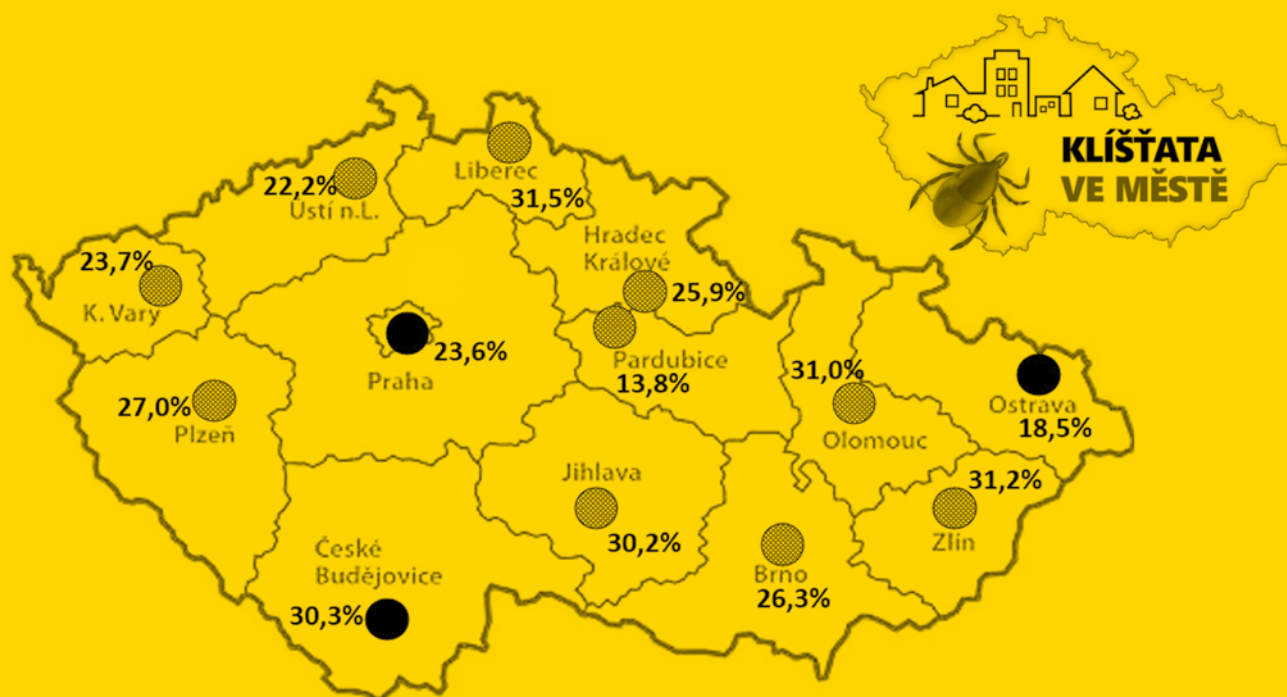 KLÍŠŤATA
VE MĚSTĚ
Liberec
31,5%
22,2%
Ústí n.L.
Hradec
Králové
25,9%
23,7%
K. Vary
23,6%
Praha
Pardubice
13,8%
31,0%
Olomouc
Ostrava
18,5%
27,0%
Plzeň
Jihlava
30,2%
31,2%
Zlín
Brno
26,3%
České
Budějovice
30,3%